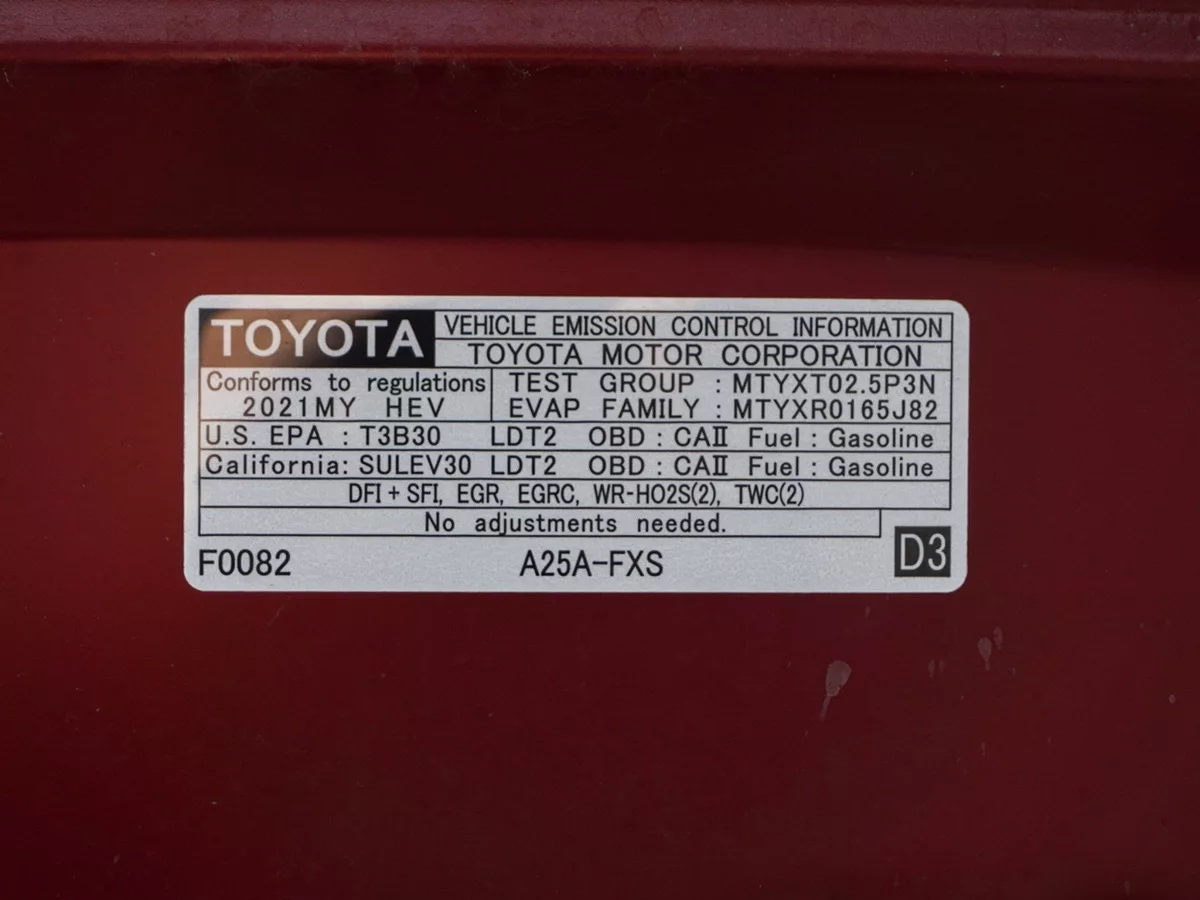 TOYOTA
VEHICLE EMISSION CONTROL INFORMATION
TOYOTA MOTOR CORPORATION
Conforms to regulations
2021MY HEV
TEST GROUP : MTYXT02.5P3N
EVAP FAMILY : MTYXR0165J82
U.S. EPA : T3B30 LDT2 OBD : CAⅡ Fuel : Gasoline
California: SULEV30 LDT2 OBD : CAⅡ Fuel : Gasoline
DFI + SFI, EGR, EGRC, WR-HO2S(2), TWC(2)
No adjustments needed.
F0082 A25A-FXS D3